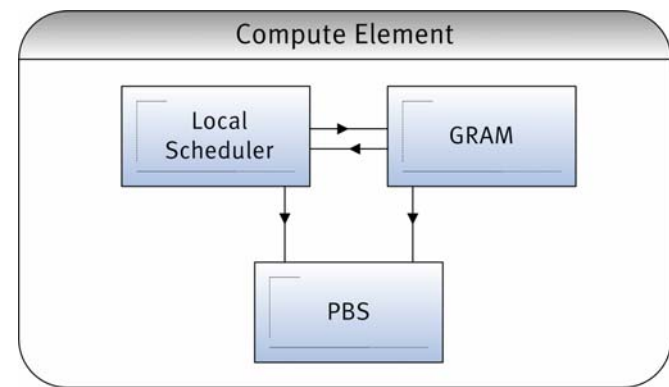 Compute Element
Local
Scheduler
GRAM
PBS